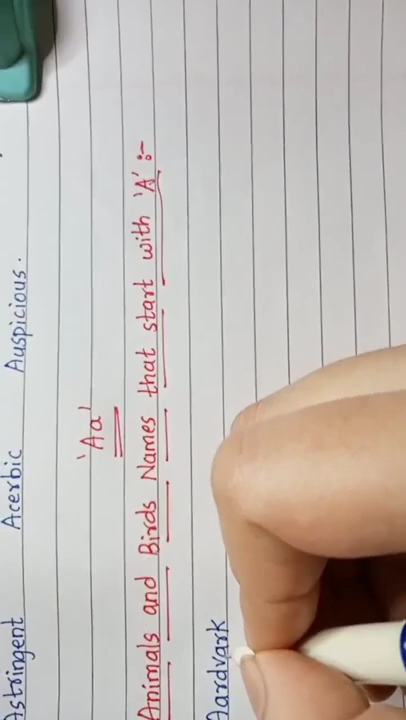 Astringent Acerbic Auspicious.
'Aa'
Animals and Birds Names that start with 'A' :-
Aardvark